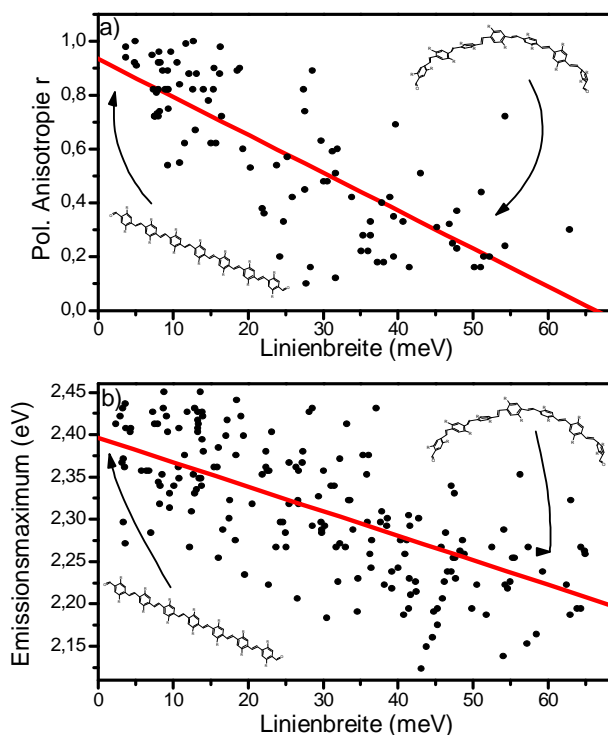 a)
1,0
0,8
0,6
0,4
0,2
0,0
Pol. Anisotropie r
0 10 20 30 40 50 60
Linienbreite (meV)
b)
2,45
2,40
2,35
2,30
2,25
2,20
2,15
Emissionsmaximum (eV)
0 10 20 30 40 50 60
Linienbreite (meV)